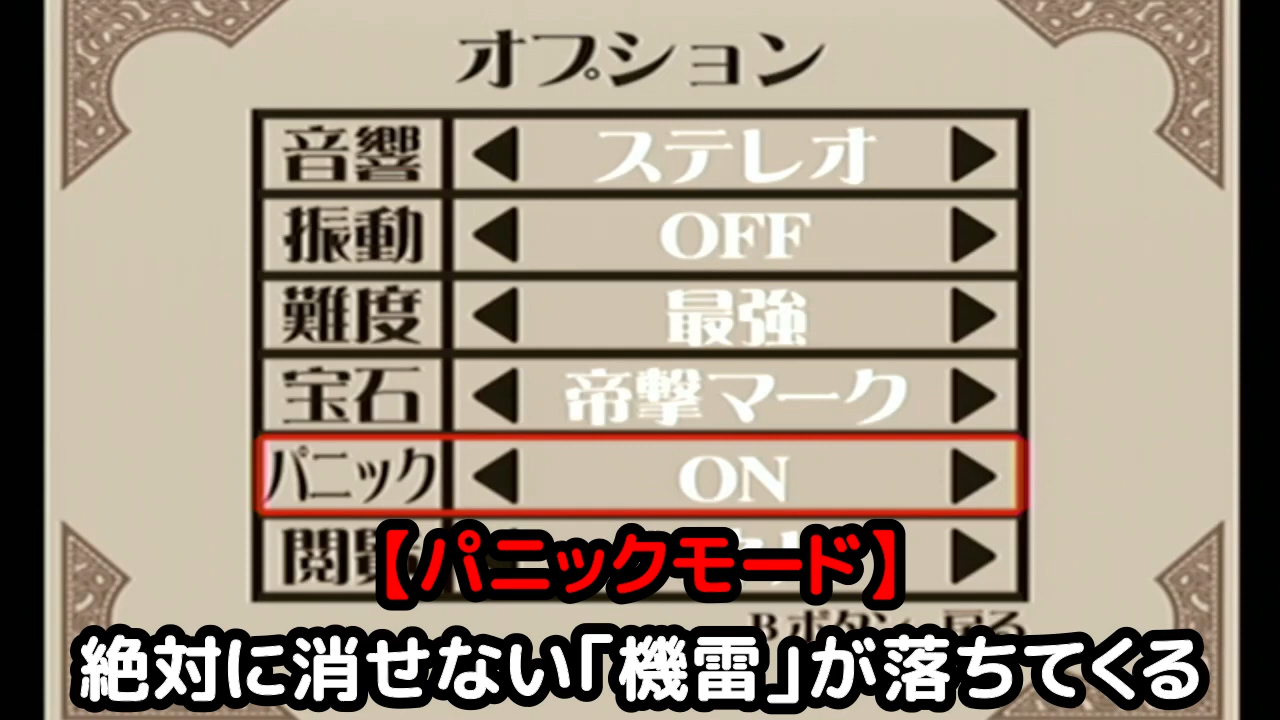 オプション
音響 ステレオ
振動 OFF
難度 最強
宝石 帝撃マーク
パニック ON
【パニックモード】
絶対に消せない「機雷」が落ちてくる